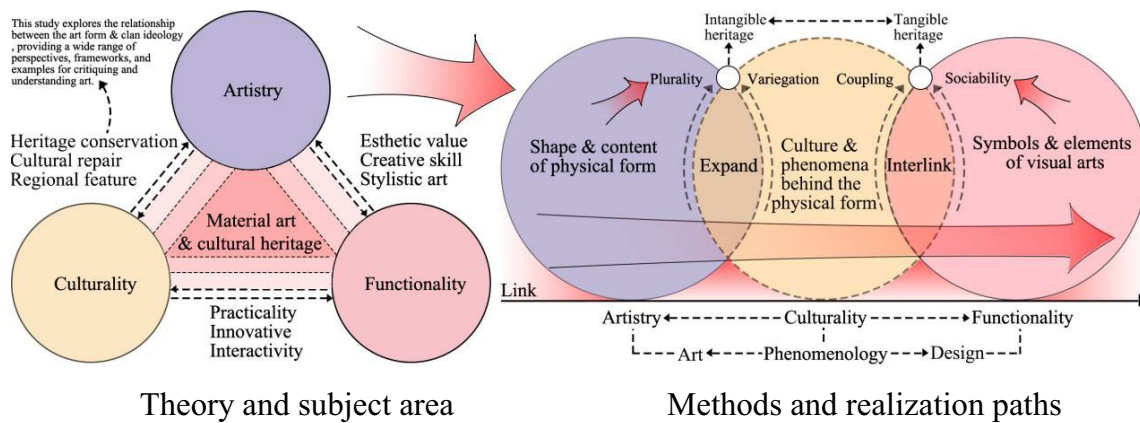 This study explores the relationship
between the art form & clan ideology
, providing a wide range of
perspectives, frameworks, and
examples for critiquing and
understanding art.
Artistry
Heritage conservation
Cultural repair
Regional feature
Esthetic value
Creative skill
Stylistic art
Material art
& cultural heritage
Culturality
Functionality
Practicality
Innovative
Interactivity
Theory and subject area
Intangible
heritage
Tangible
heritage
Plurality
Variegation
Coupling
Sociability
Shape & content
of physical form
Expand
Culture &
phenomena
behind the
physical form
Interlink
Symbols & elements
of visual arts
Link
Artistry
Culturality
Functionality
Art
Phenomenology
Design
Methods and realization paths